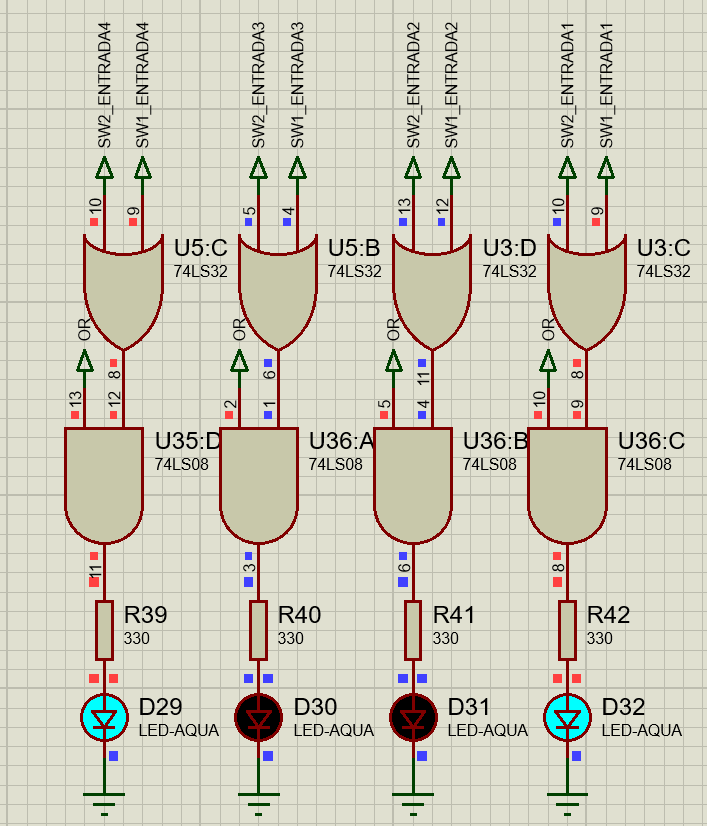 SW2_ENTRADA4
SW1_ENTRADA4
SW2_ENTRADA3
SW1_ENTRADA3
SW2_ENTRADA2
SW1_ENTRADA2
SW2_ENTRADA1
SW1_ENTRADA1
10
9
5
4
13
12
10
9
U5:C
74LS32
U5:B
74LS32
U3:D
74LS32
U3:C
74LS32
OR
OR
OR
OR
8
6
11
8
13
12
2
1
5
4
10
9
U35:D
74LS08
U36:A
74LS08
U36:B
74LS08
U36:C
74LS08
11
3
6
8
R39
330
R40
330
R41
330
R42
330
D29
LED-AQUA
D30
LED-AQUA
D31
LED-AQUA
D32
LED-AQUA